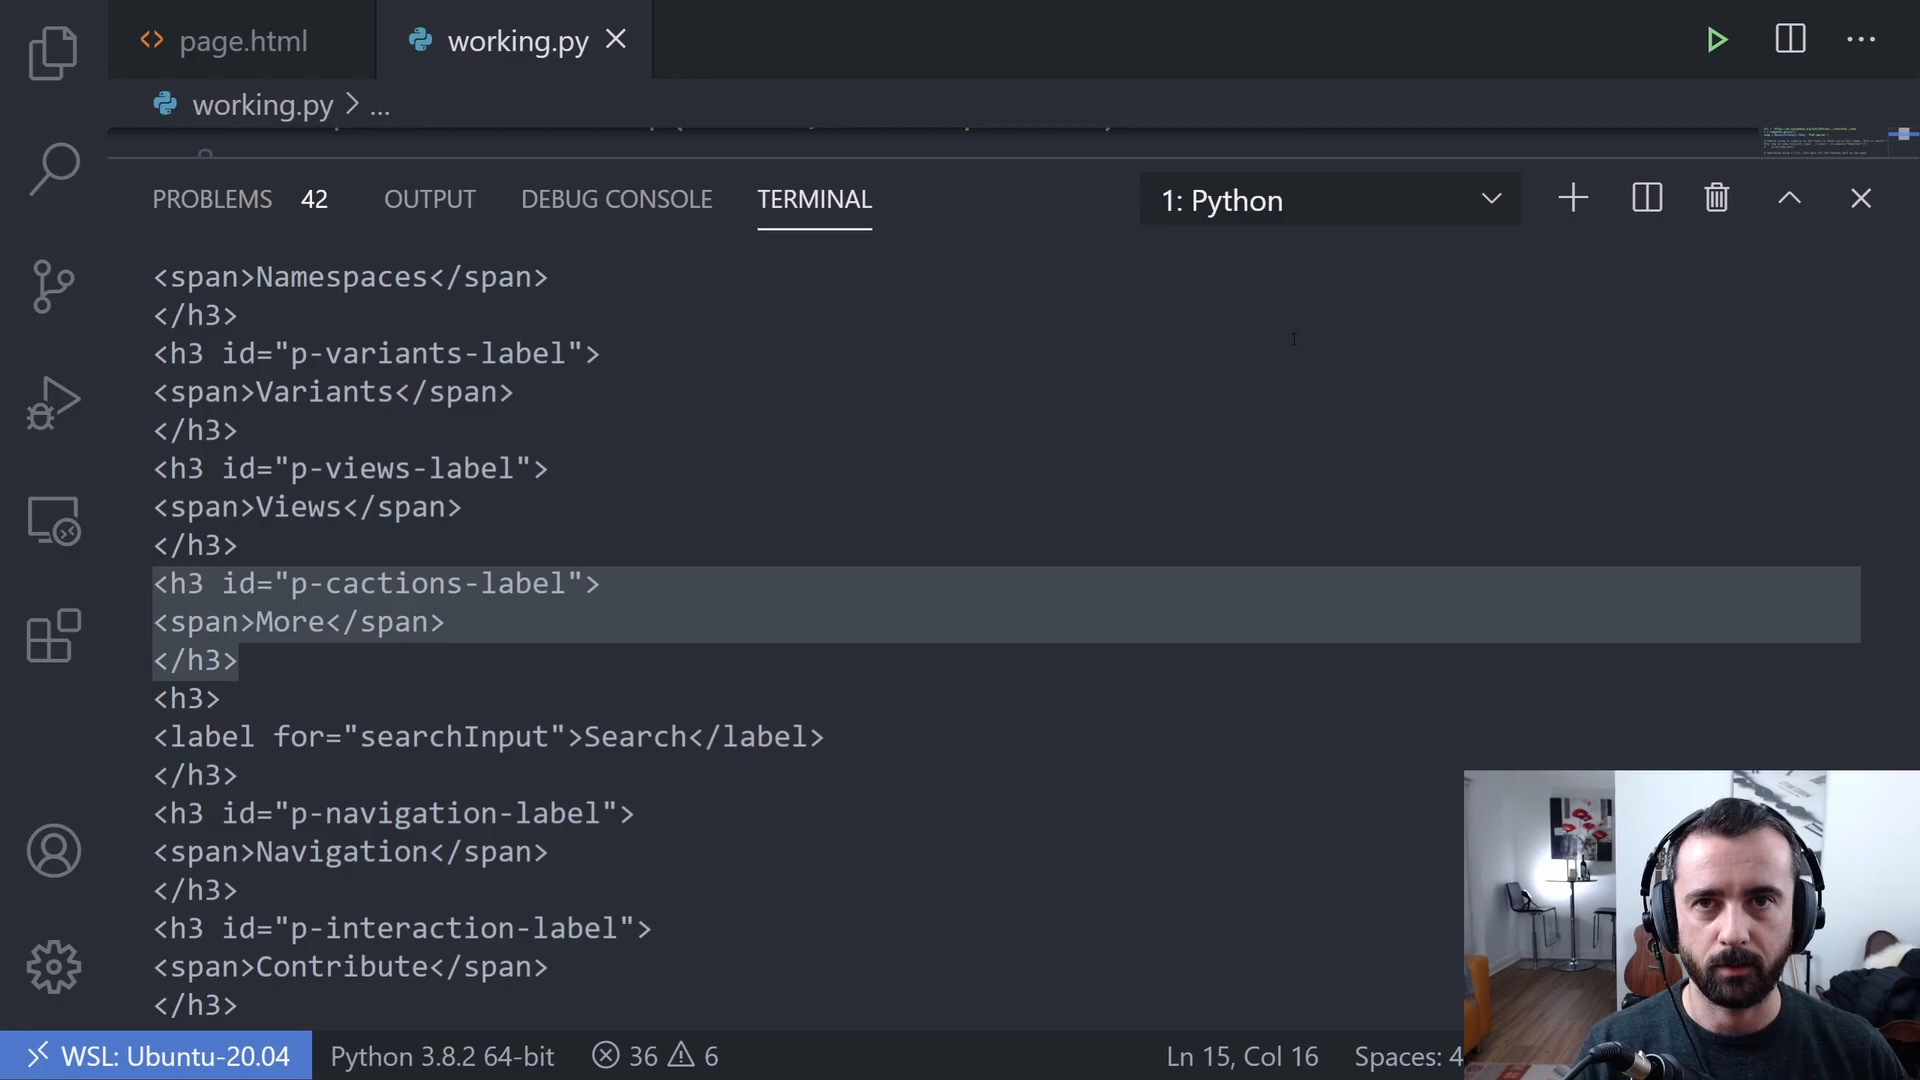 page.html working.py
working.py > ...
PROBLEMS 42 OUTPUT DEBUG CONSOLE TERMINAL 1: Python
<span>Namespaces</span>
</h3>
<h3 id="p-variants-label">
<span>Variants</span>
</h3>
<h3 id="p-views-label">
<span>Views</span>
</h3>
<h3 id="p-cactions-label">
<span>More</span>
</h3>
<h3>
<label for="searchInput">Search</label>
</h3>
<h3 id="p-navigation-label">
<span>Navigation</span>
</h3>
<h3 id="p-interaction-label">
<span>Contribute</span>
</h3>
WSL: Ubuntu-20.04 Python 3.8.2 64-bit 36 6 Ln 15, Col 16 Spaces: 4